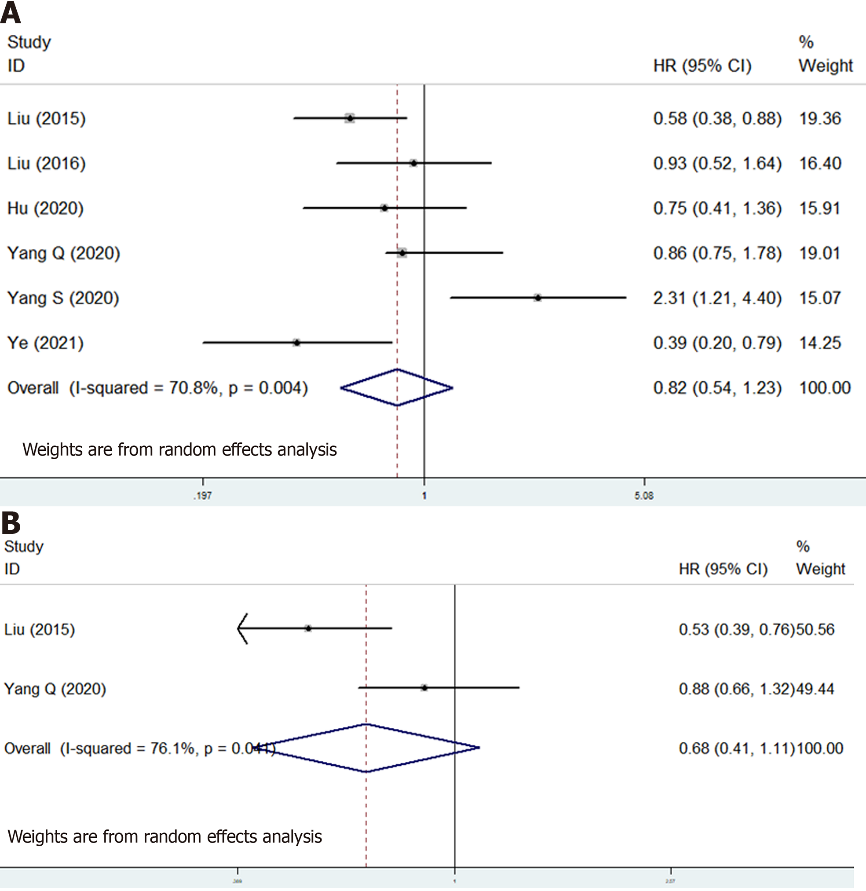 A
Study %
ID HR (95% CI) Weight
Liu (2015) 0.58 (0.38, 0.88) 19.36
Liu (2016) 0.93 (0.52, 1.64) 16.40
Hu (2020) 0.75 (0.41, 1.36) 15.91
Yang Q (2020) 0.86 (0.75, 1.78) 19.01
Yang S (2020) 2.31 (1.21, 4.40) 15.07
Ye (2021) 0.39 (0.20, 0.79) 14.25
Overall (I-squared = 70.8%, p = 0.004) 0.82 (0.54, 1.23) 100.00
Weights are from random effects analysis
.197 1 5.08
B
Study %
ID HR (95% CI) Weight
Liu (2015) 0.53 (0.39, 0.76) 50.56
Yang Q (2020) 0.88 (0.66, 1.32) 49.44
Overall (I-squared = 76.1%, p = 0.041) 0.68 (0.41, 1.11) 100.00
Weights are from random effects analysis
1